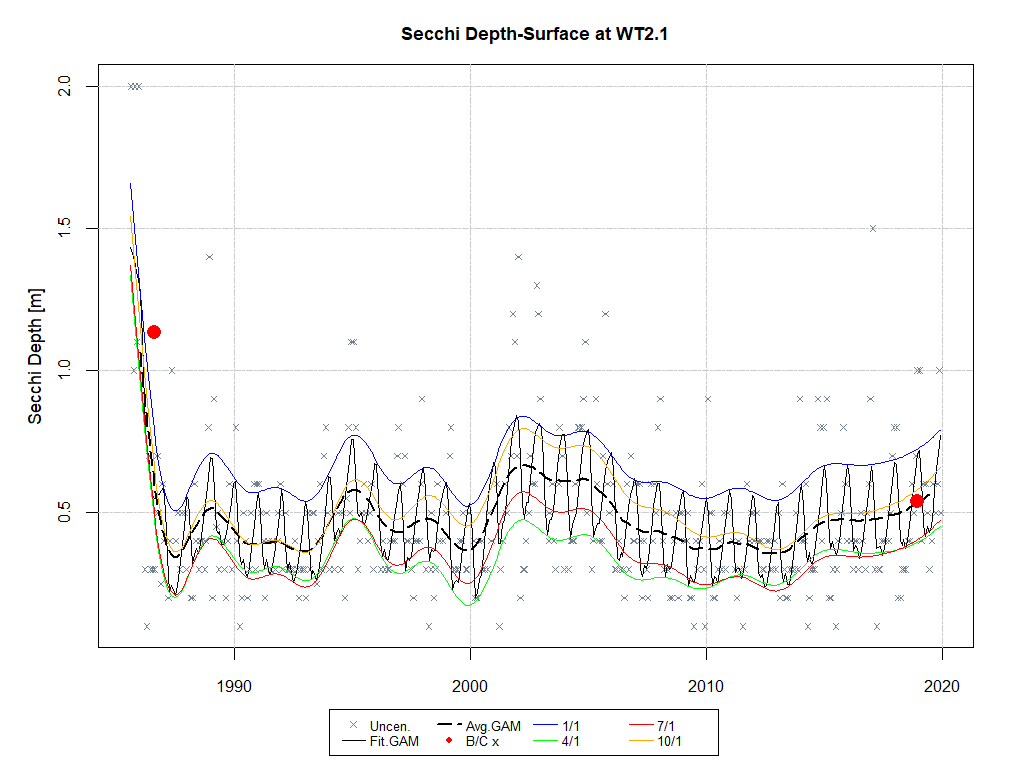 Secchi Depth-Surface at WT2.1
Secchi Depth [m]
2.0
1.5
1.0
0.5
1990 2000 2010 2020
Uncen. Avg.GAM 1/1 7/1
Fit.GAM B/C x 4/1 10/1